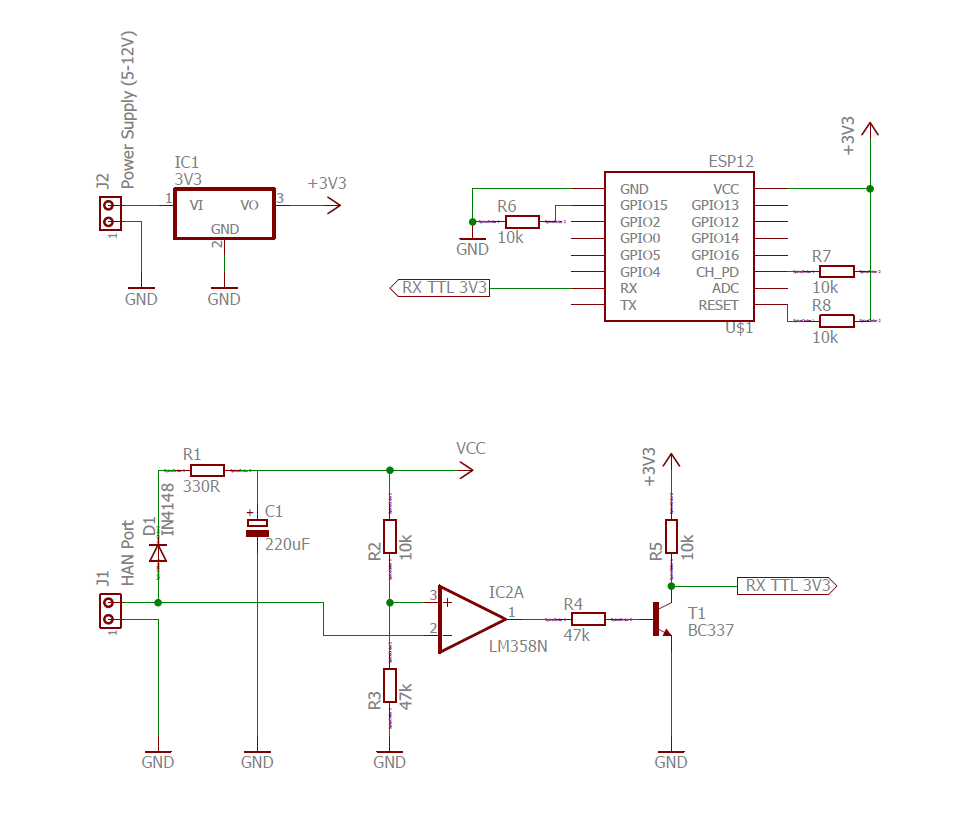 Power Supply (5-12V)
J2
1
IC1
3V3
1
VI
VO
3
GND
2
+3V3
GND
GND
ESP12
GND
GPIO15
GPIO2
GPIO0
GPIO5
GPIO4
RX
TX
VCC
GPIO13
GPIO12
GPIO14
GPIO16
CH_PD
ADC
RESET
U$1
R6
10k
GND
RX TTL 3V3
+3V3
R7
10k
R8
10k
R1
330R
VCC
D1
IN4148
C1
+
220uF
HAN Port
J1
1
R2
10k
3
+
2
−
IC2A
1
LM358N
R3
47k
R4
47k
+3V3
R5
10k
RX TTL 3V3
T1
BC337
GND
GND
GND
GND